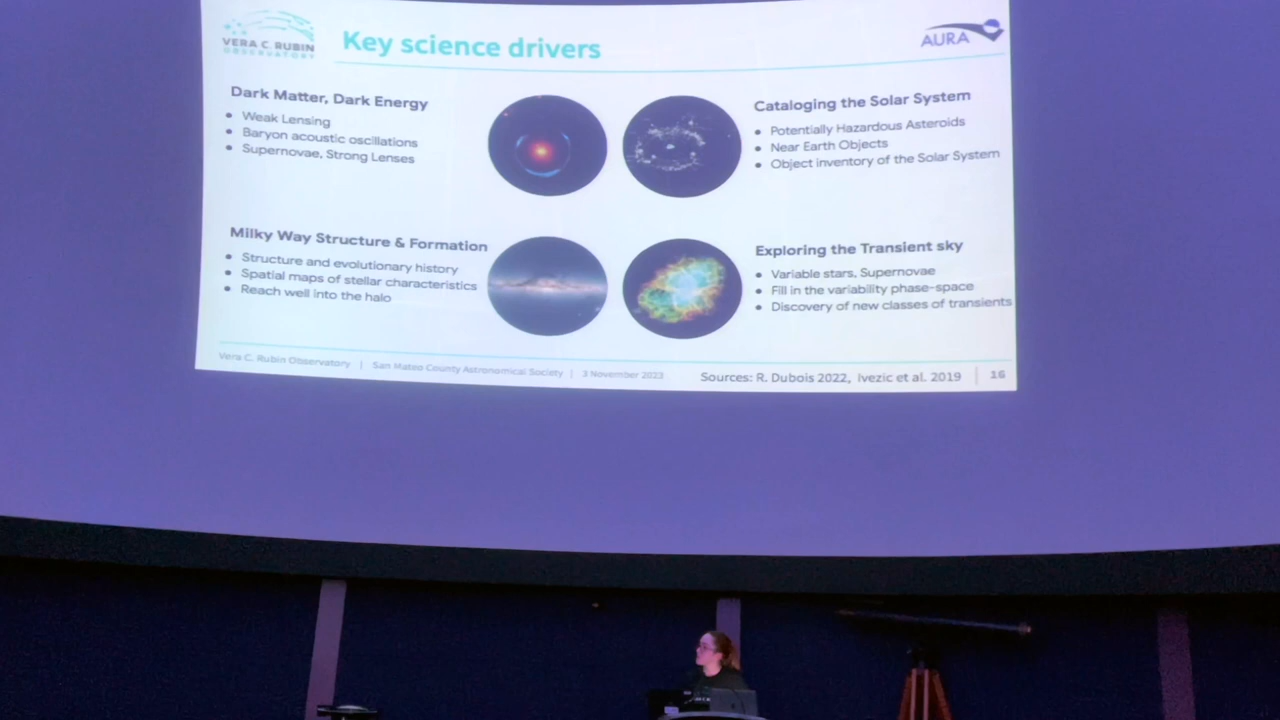 VERA C. RUBIN
OBSERVATORY
Key science drivers
AURA
Dark Matter, Dark Energy
• Weak Lensing
• Baryon acoustic oscillations
• Supernovae, Strong Lenses
Cataloging the Solar System
• Potentially Hazardous Asteroids
• Near Earth Objects
• Object inventory of the Solar System
Milky Way Structure & Formation
• Structure and evolutionary history
• Spatial maps of stellar characteristics
• Reach well into the halo
Exploring the Transient sky
• Variable stars, Supernovae
• Fill in the variability phase-space
• Discovery of new classes of transients
Vera C. Rubin Observatory | San Mateo County Astronomical Society | 3 November 2023
Sources: R. Dubois 2022, Ivezic et al. 2019 | 16